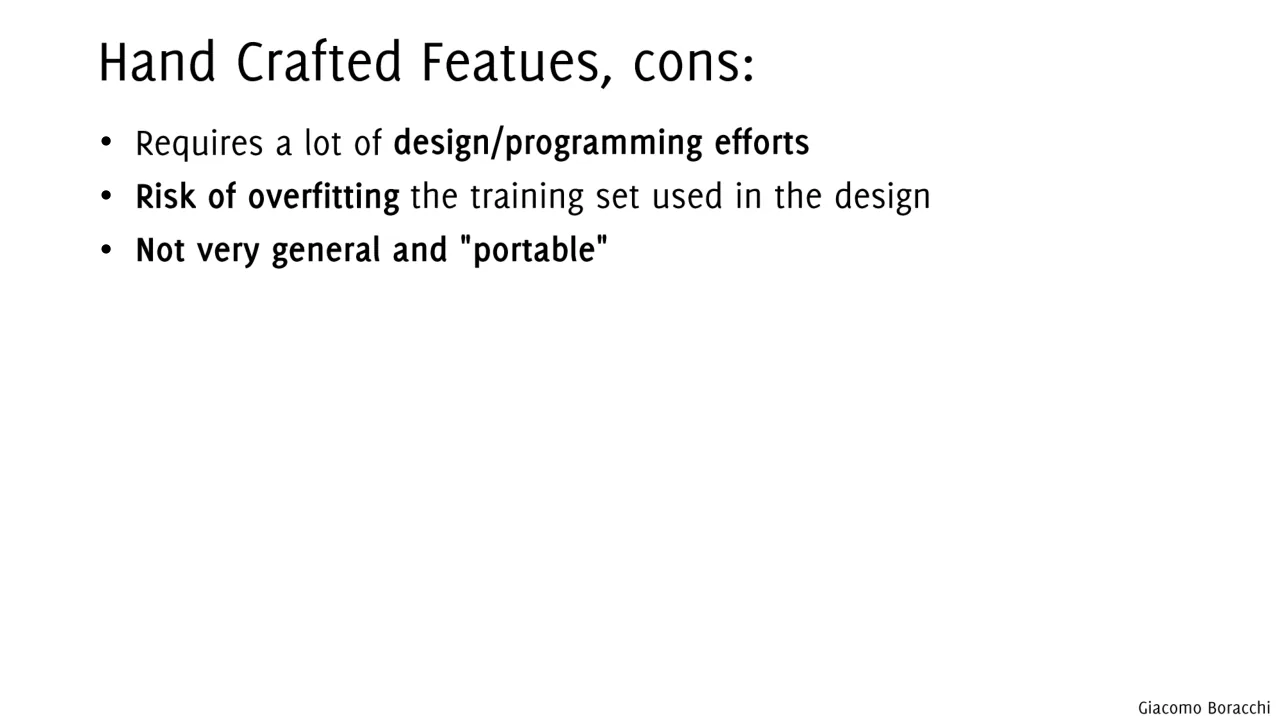 Hand Crafted Featues, cons:
• Requires a lot of design/programming efforts
• Risk of overfitting the training set used in the design
• Not very general and "portable"
Giacomo Boracchi